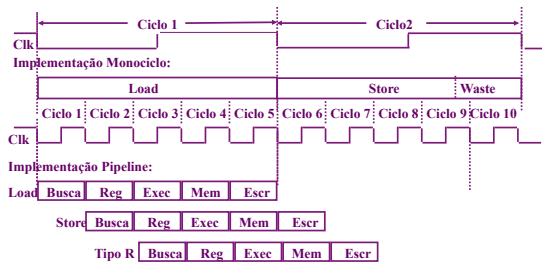 Ciclo 1 Ciclo2
Clk
Implementação Monociclo:
Load Store Waste
Ciclo 1 Ciclo 2 Ciclo 3 Ciclo 4 Ciclo 5 Ciclo 6 Ciclo 7 Ciclo 8 Ciclo 9 Ciclo 10
Clk
Implementação Pipeline:
Load Busca Reg Exec Mem Escr
Store Busca Reg Exec Mem Escr
Tipo R Busca Reg Exec Mem Escr